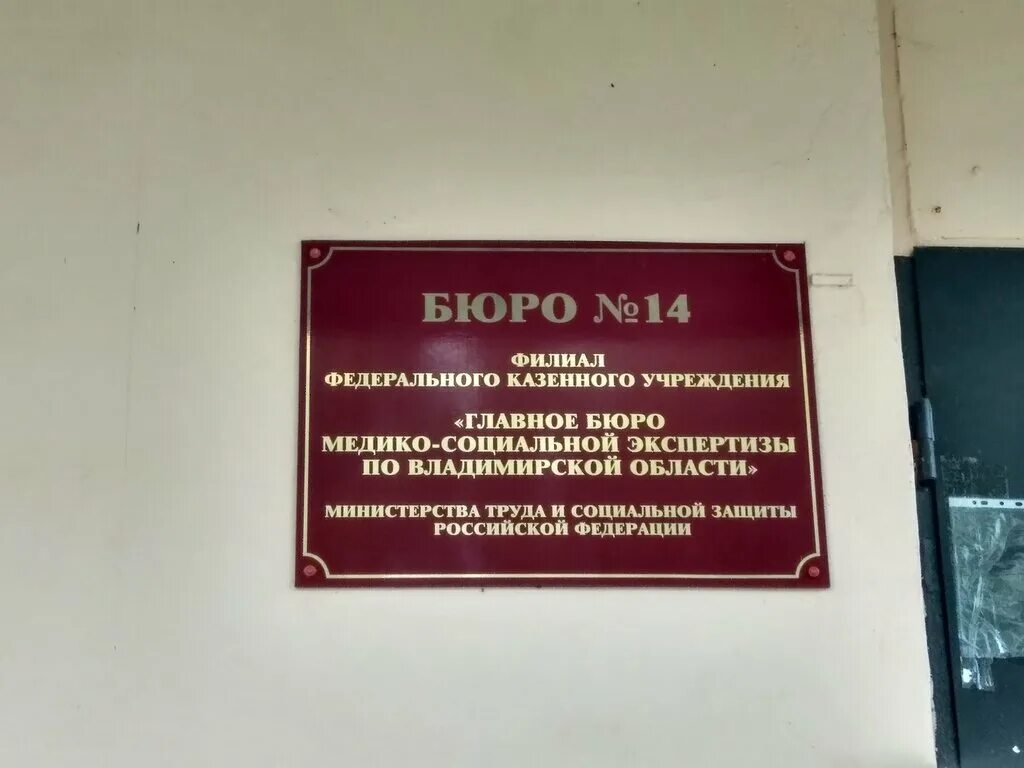 БЮРО №14
ФИЛИАЛ
ФЕДЕРАЛЬНОГО КАЗЕННОГО УЧРЕЖДЕНИЯ
«ГЛАВНОЕ БЮРО
МЕДИКО-СОЦИАЛЬНОЙ ЭКСПЕРТИЗЫ
ПО ВЛАДИМИРСКОЙ ОБЛАСТИ»
МИНИСТЕРСТВА ТРУДА И СОЦИАЛЬНОЙ ЗАЩИТЫ
РОССИЙСКОЙ ФЕДЕРАЦИИ